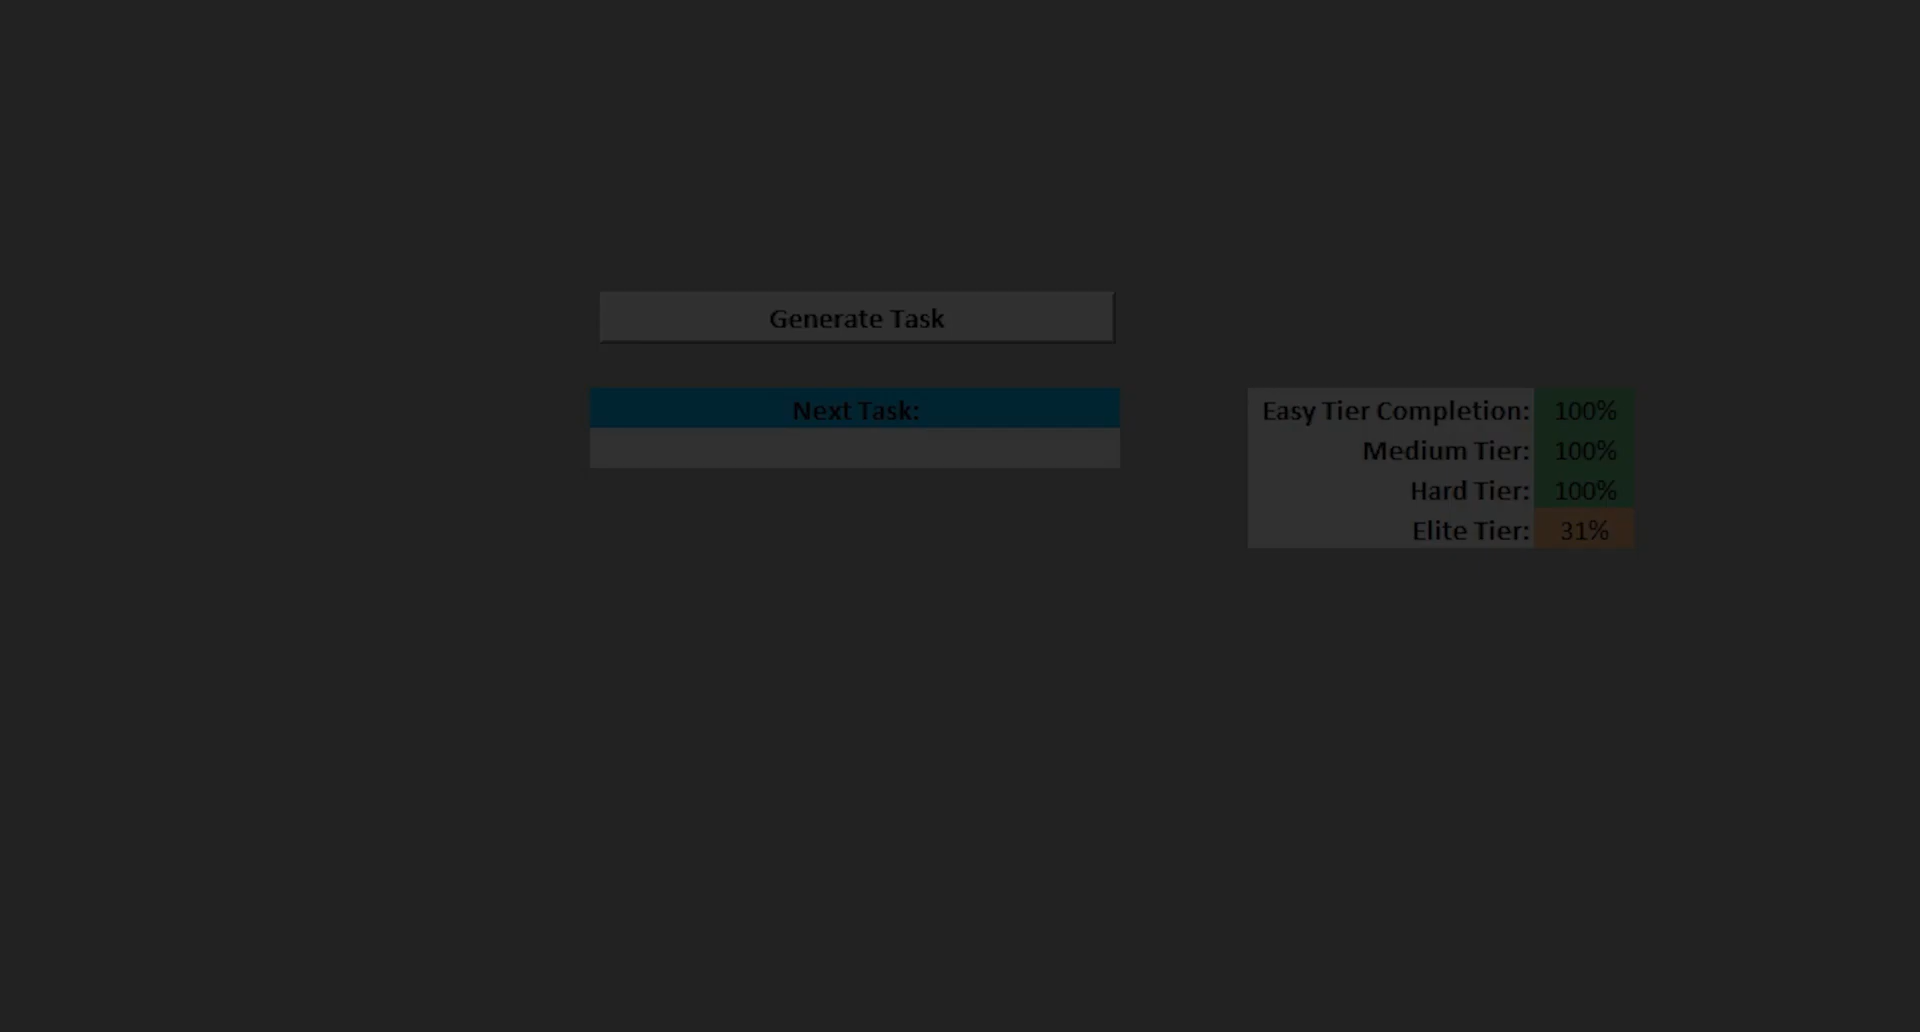 Generate Task
Next Task:
Easy Tier Completion: 100%
Medium Tier: 100%
Hard Tier: 100%
Elite Tier: 31%